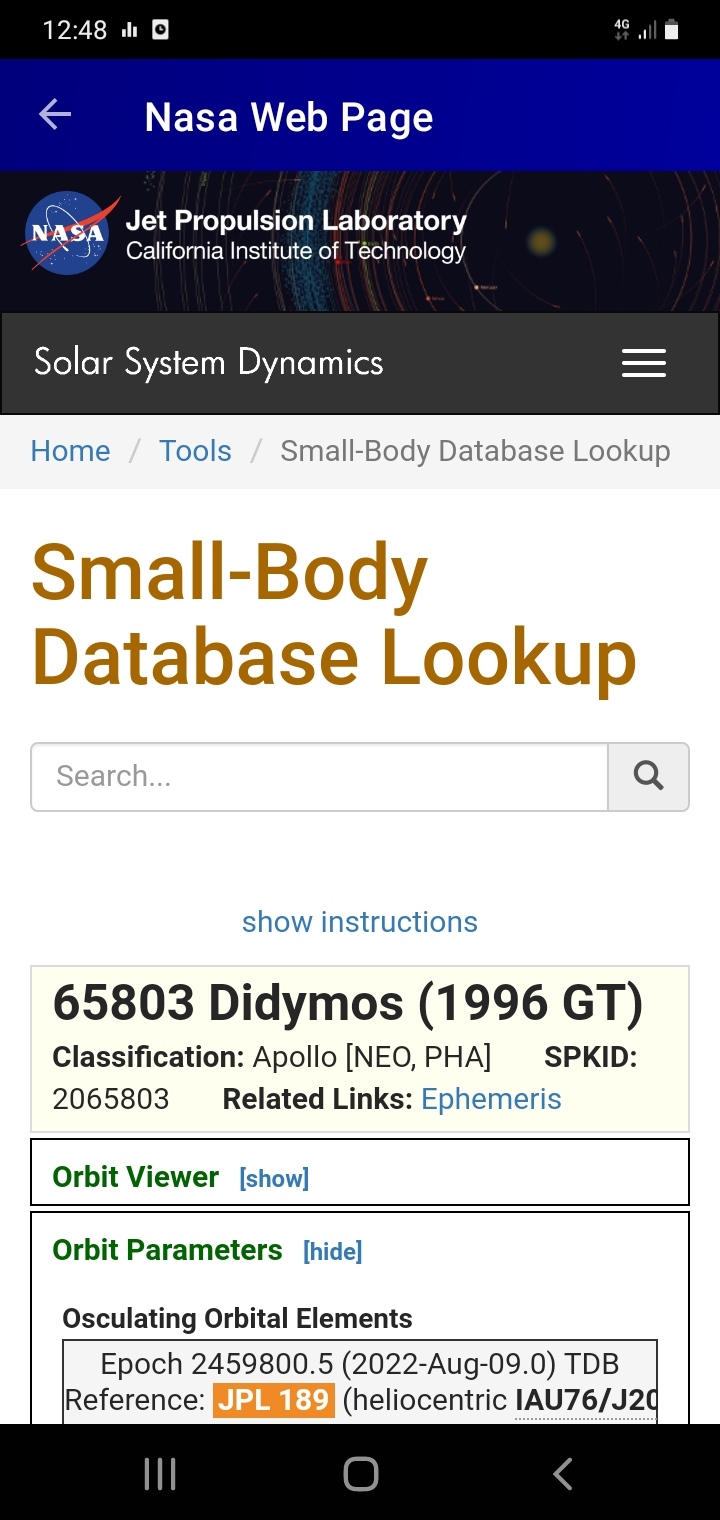 12:48
4G
Nasa Web Page
NASA
Jet Propulsion Laboratory
California Institute of Technology
Solar System Dynamics
Home / Tools / Small-Body Database Lookup
Small-Body
Database Lookup
Search...
show instructions
65803 Didymos (1996 GT)
Classification: Apollo [NEO, PHA] SPKID:
2065803 Related Links: Ephemeris
Orbit Viewer [show]
Orbit Parameters [hide]
Osculating Orbital Elements
Epoch 2459800.5 (2022-Aug-09.0) TDB
Reference: JPL 189 (heliocentric IAU76/J20